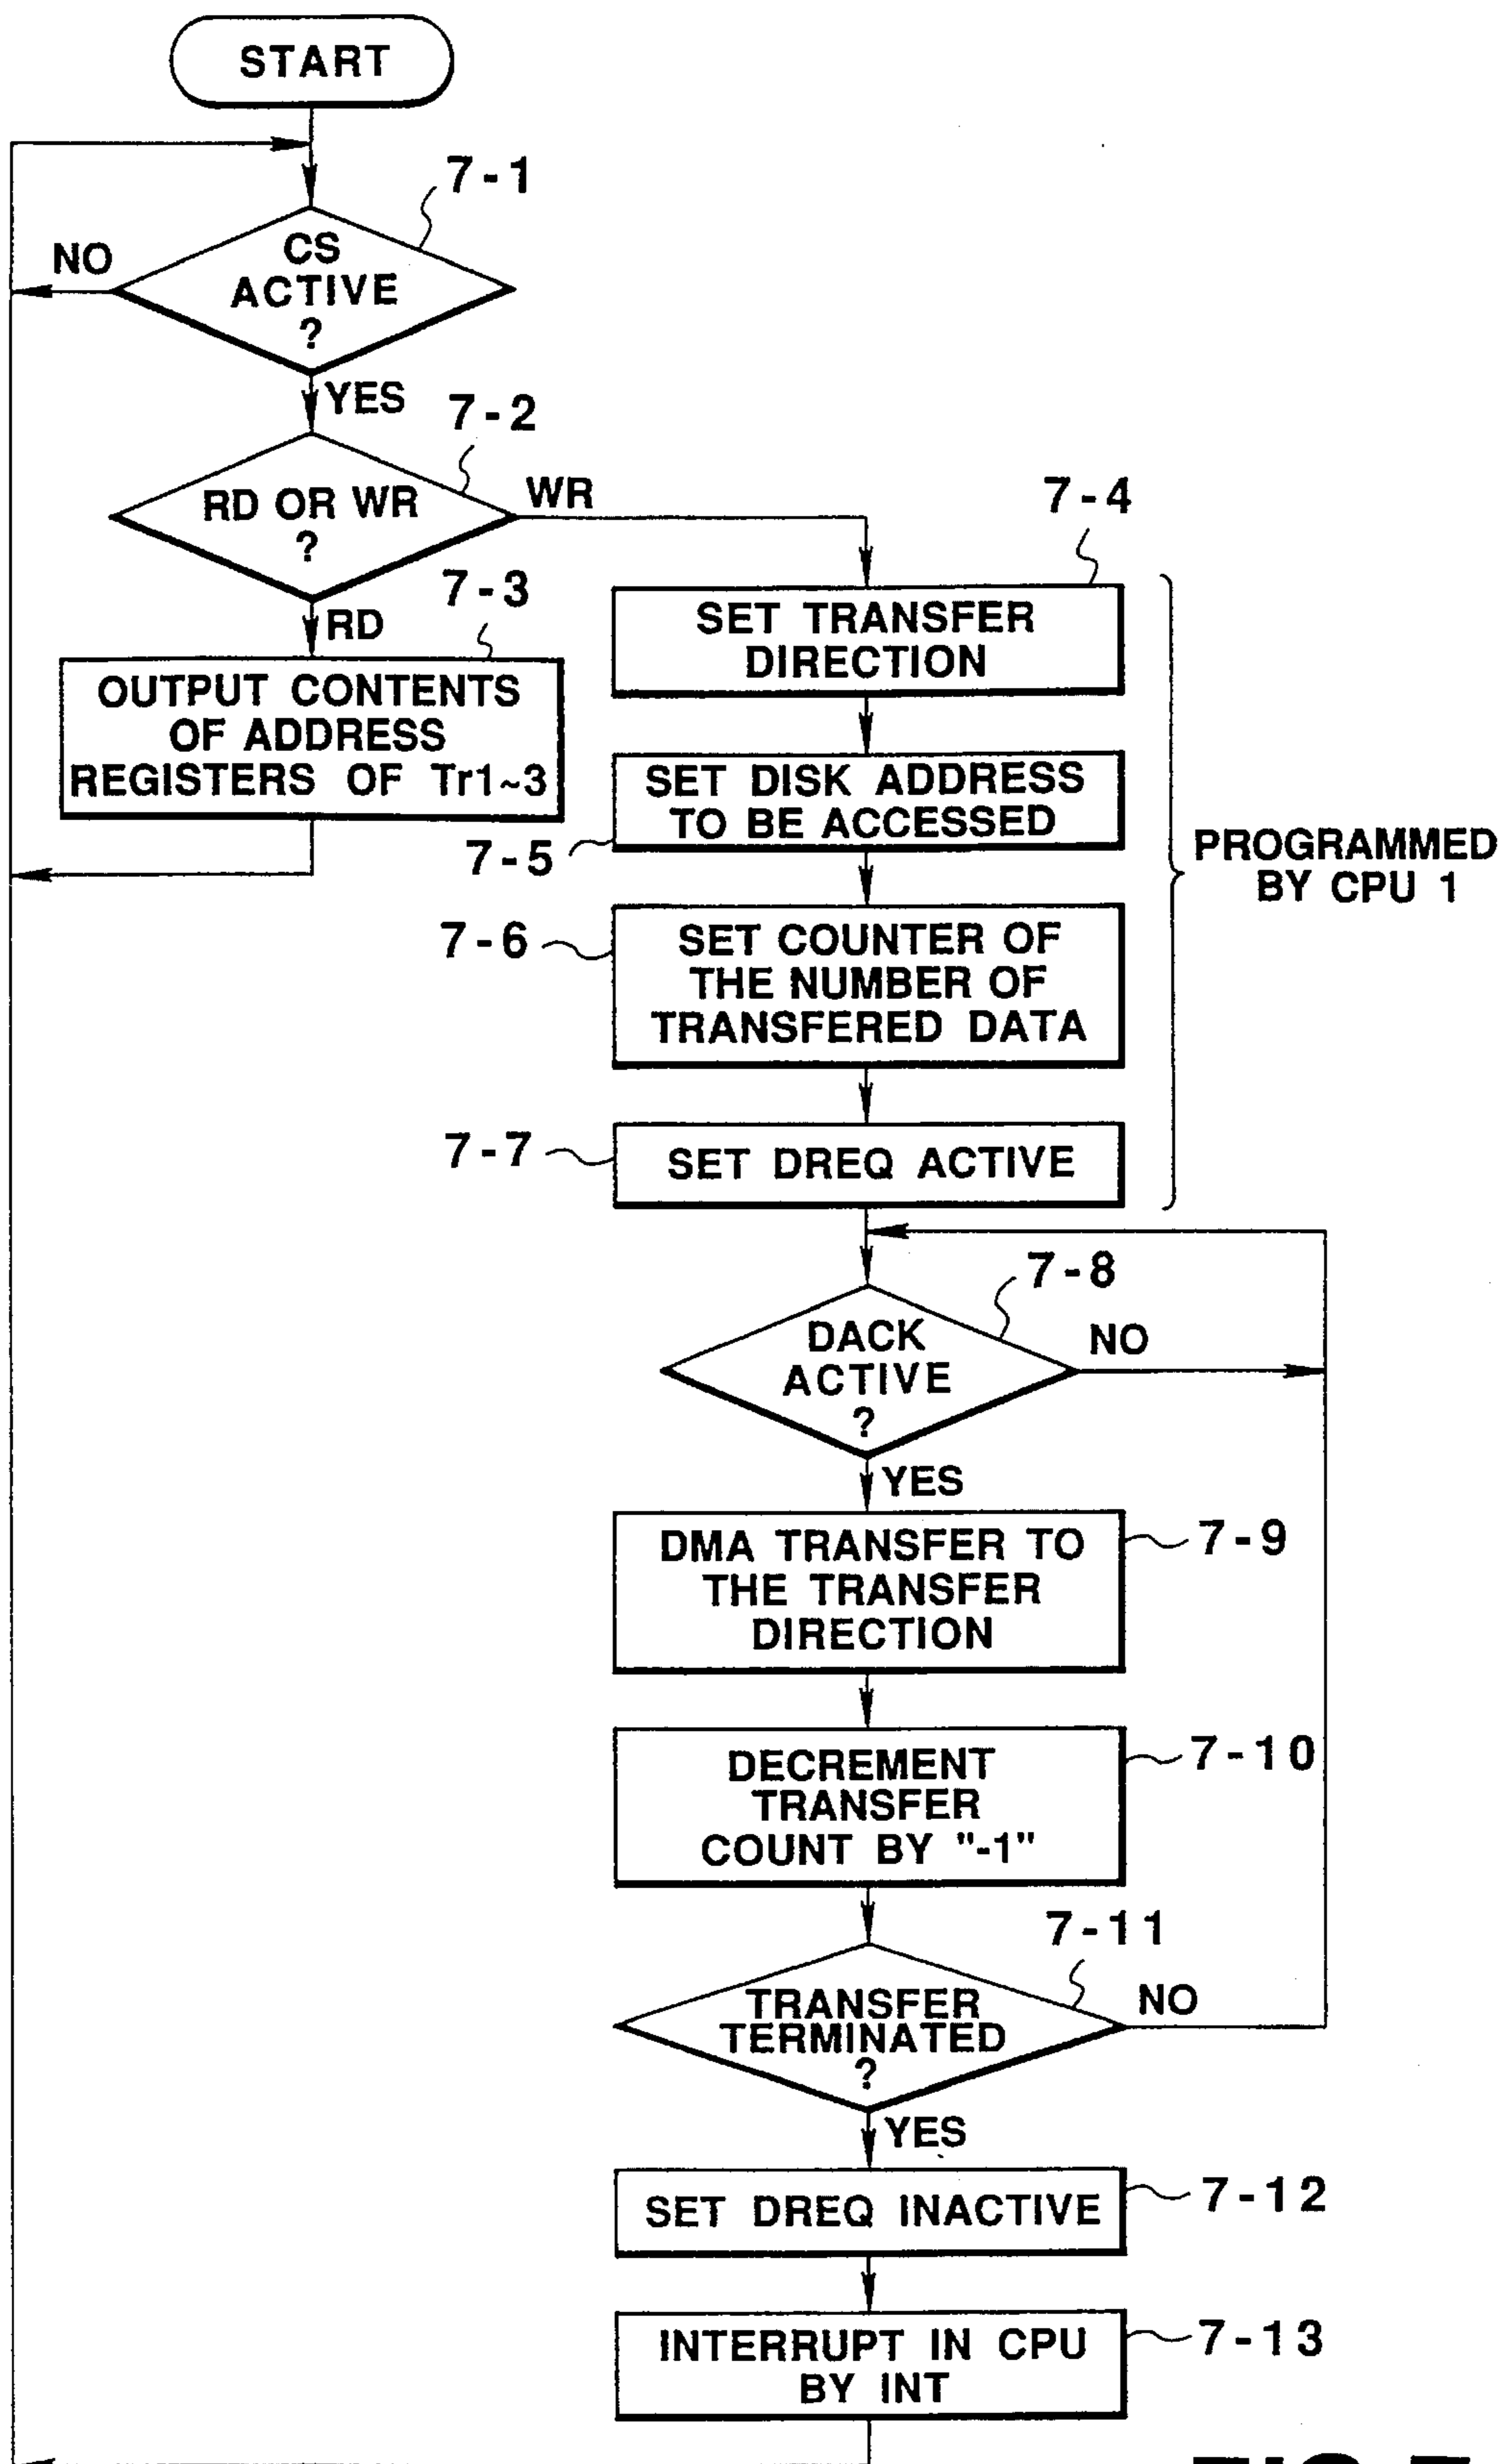 START
7-1
CS
ACTIVE
?
NO
YES
7-2
RD OR WR
?
WR
RD
7-3
OUTPUT CONTENTS
OF ADDRESS
REGISTERS OF Tr1~3
7-4
SET TRANSFER
DIRECTION
SET DISK ADDRESS
TO BE ACCESSED
7-5
PROGRAMMED
BY CPU 1
7-6
SET COUNTER OF
THE NUMBER OF
TRANSFERED DATA
7-7
SET DREQ ACTIVE
7-8
DACK
ACTIVE
?
NO
YES
DMA TRANSFER TO
THE TRANSFER
DIRECTION
7-9
DECREMENT
TRANSFER
COUNT BY "-1"
7-10
7-11
TRANSFER
TERMINATED
?
NO
YES
SET DREQ INACTIVE
7-12
INTERRUPT IN CPU
BY INT
7-13